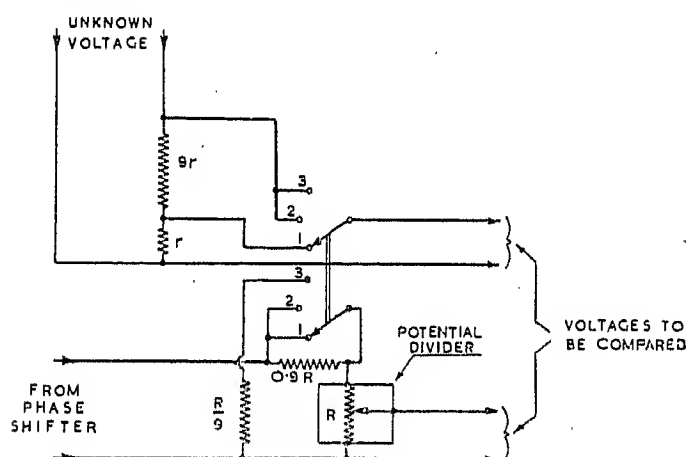 UNKNOWN
VOLTAGE
9r
3
2
1
r
3
2
1
POTENTIAL
DIVIDER
VOLTAGES TO
BE COMPARED
0·9R
FROM
PHASE
SHIFTER
R
9
R